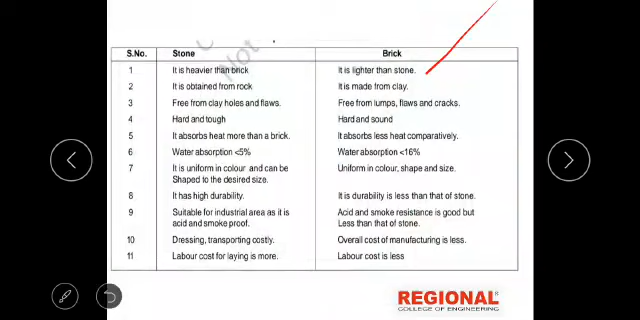 Not
S.No. Stone Brick
1 It is heavier than brick It is lighter than stone.
2 It is obtained from rock It is made from clay.
3 Free from clay holes and flaws. Free from lumps, flaws and cracks.
4 Hard and tough Hard and sound
5 It absorbs heat more than a brick. It absorbs less heat comparatively.
6 Water absorption <5% Water absorption <16%
7 It is uniform in colour and can be Uniform in colour, shape and size.
Shaped to the desired size.
8 It has high durability. It is durability is less than that of stone.
9 Suitable for industrial area as it is Acid and smoke resistance is good but
acid and smoke proof. Less than that of stone.
10 Dressing, transporting costly. Overall cost of manufacturing is less.
11 Labour cost for laying is more. Labour cost is less
REGIONAL
COLLEGE OF ENGINEERING